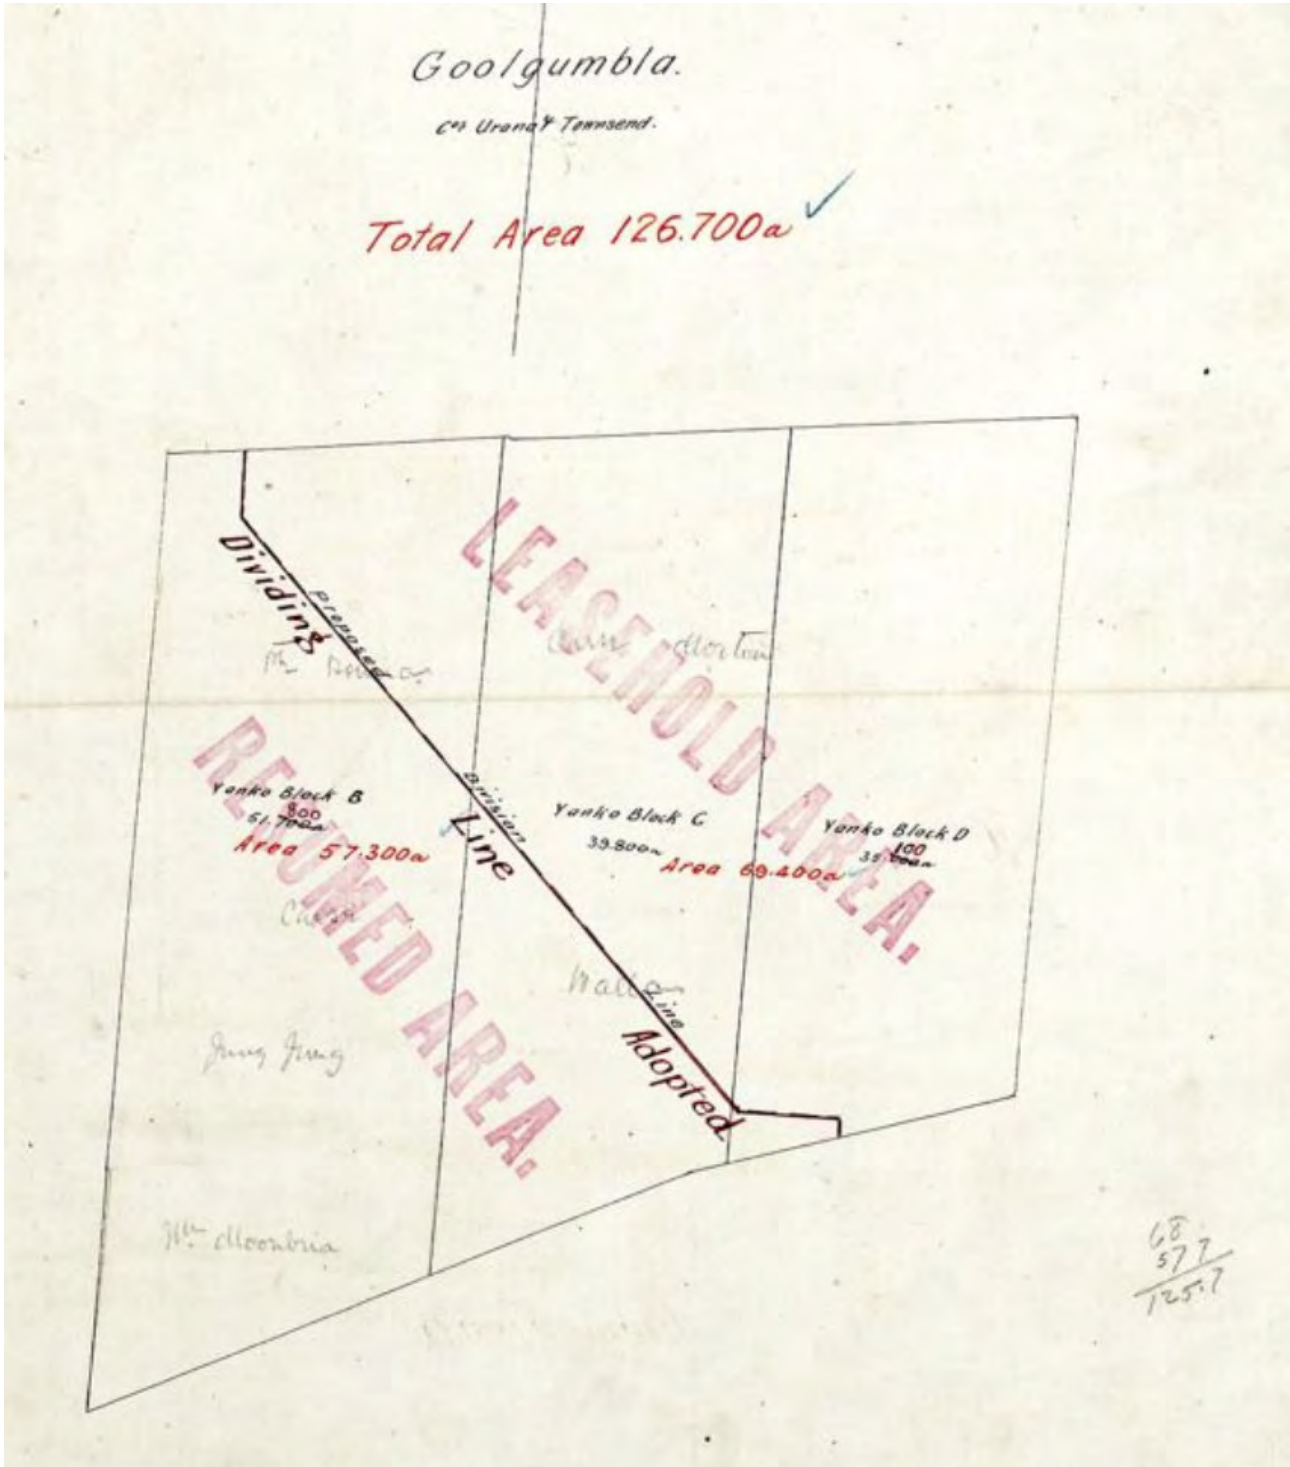 Goolgumbla.
Cos Urana & Townsend.
Total Area 126.700a
LEASEHOLD AREA.
RESUMED AREA.
Dividing Line Adopted
Proposed Division Line
Morton
Yanko Block B
800
51.700a
Area 57.300a
Yanko Block C
39.800a
Area 69.400a
Yanko Block D
100
35.
Jung Jung
Moonbria
68.
57 7
125.7